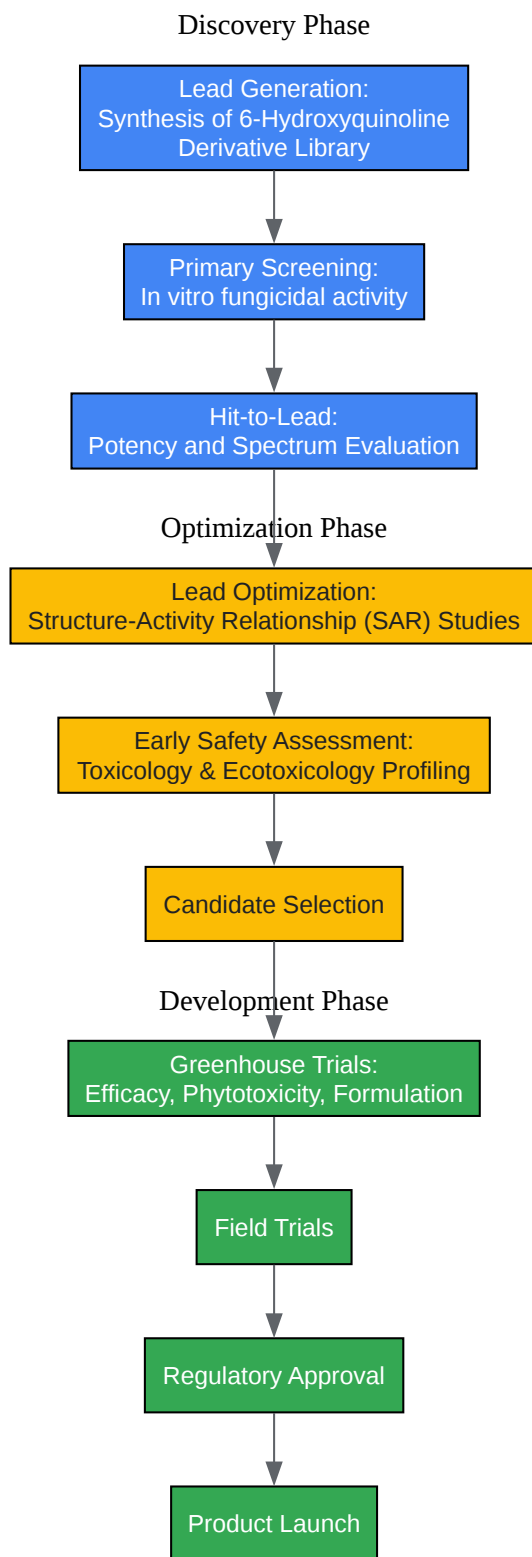 Discovery Phase
Lead Generation:
Synthesis of 6-Hydroxyquinoline
Derivative Library
Primary Screening:
In vitro fungicidal activity
Hit-to-Lead:
Potency and Spectrum Evaluation
Optimization Phase
Lead Optimization:
Structure-Activity Relationship (SAR) Studies
Early Safety Assessment:
Toxicology & Ecotoxicology Profiling
Candidate Selection
Development Phase
Greenhouse Trials:
Efficacy, Phytotoxicity, Formulation
Field Trials
Regulatory Approval
Product Launch